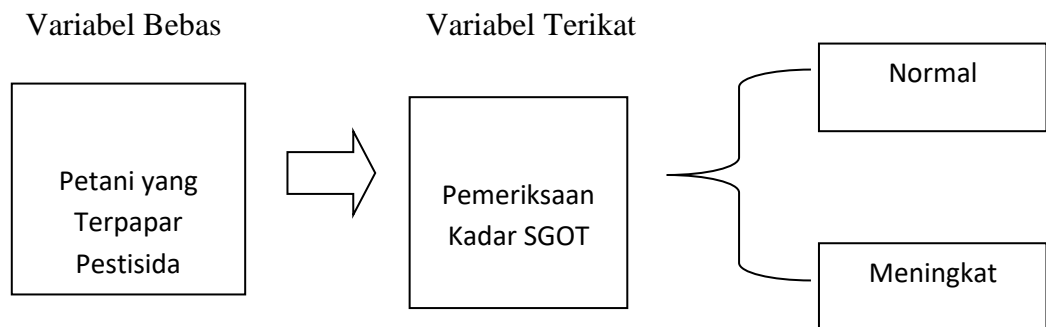 Variabel Bebas
Variabel Terikat
Petani yang
Terpapar
Pestisida
Pemeriksaan
Kadar SGOT
Normal
Meningkat